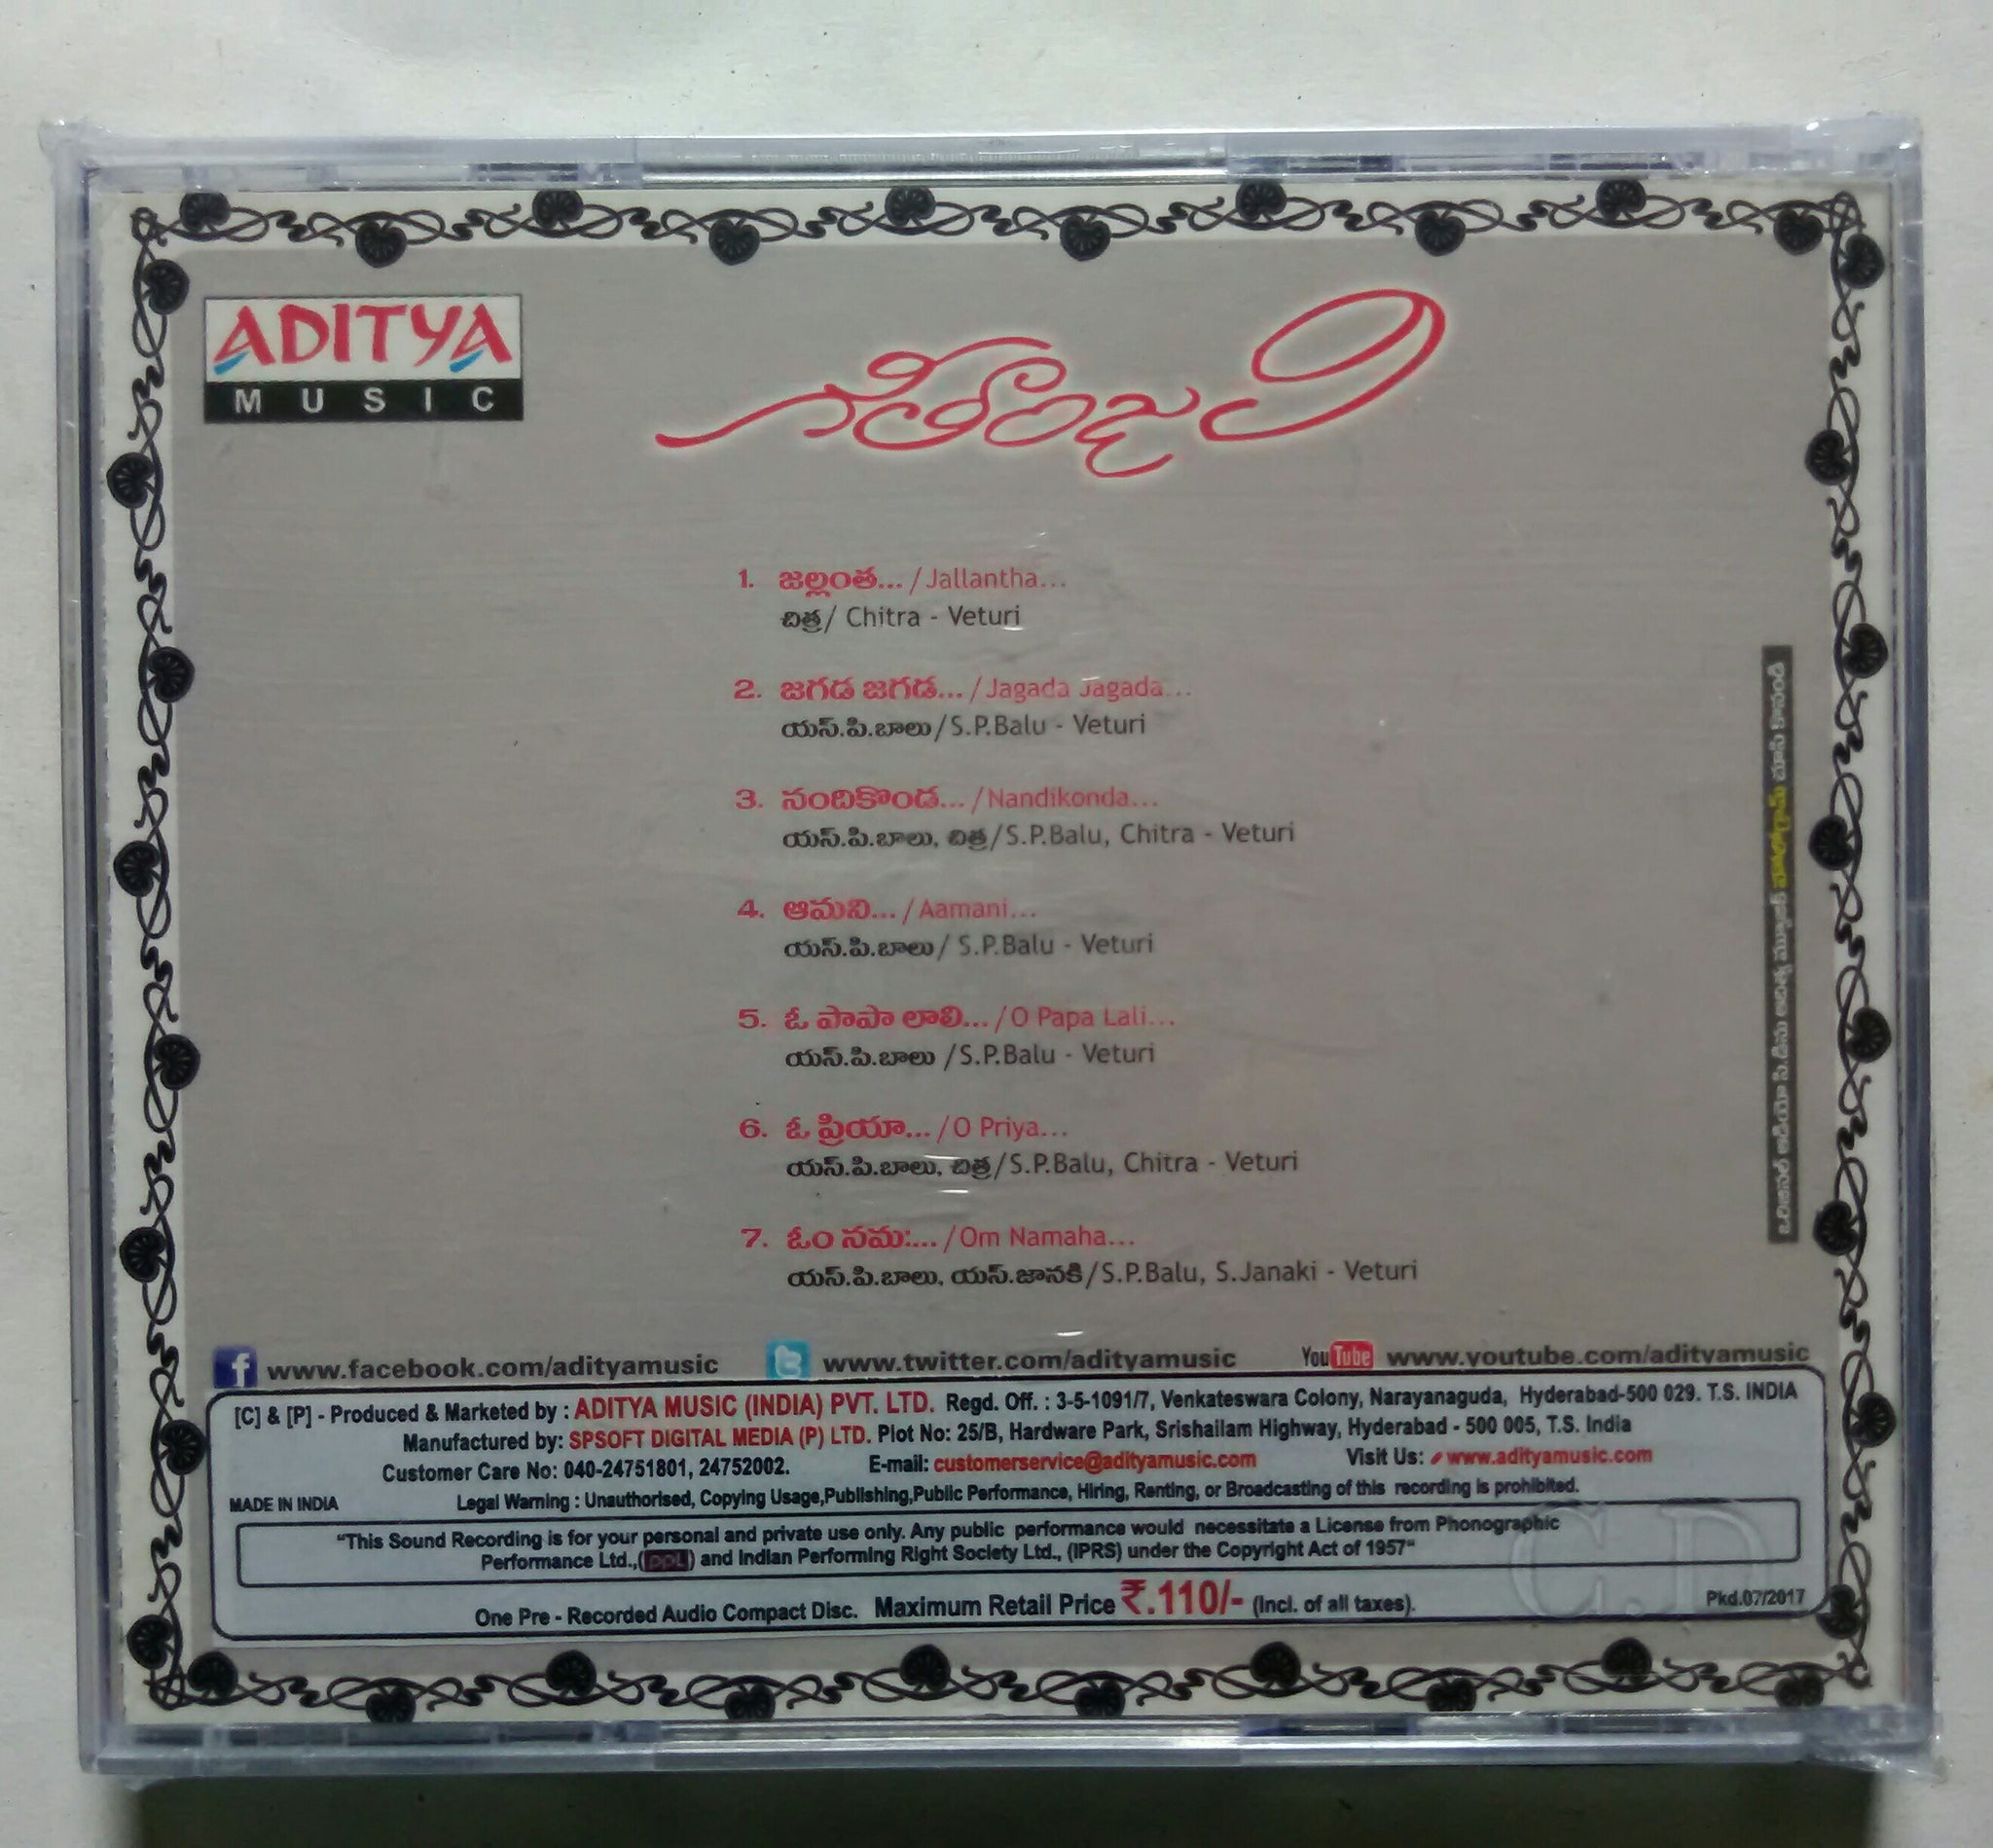 ADITYA
MUSIC
గీతాంజలి
1. జల్లంత... / Jallantha...
చిత్ర/ Chitra - Veturi
2. జగడ జగడ... / Jagada Jagada...
యస్.పి.బాలు/S.P.Balu - Veturi
3. నందికొండ... /Nandikonda...
యస్.పి.బాలు, చిత్ర/S.P.Balu, Chitra - Veturi
4. ఆమని... / Aamani...
యస్.పి.బాలు/ S.P.Balu - Veturi
5. ఓ పాపా లాలి... /O Papa Lali...
యస్.పి.బాలు /S.P.Balu - Veturi
6. ఓ ప్రియా... /O Priya...
యస్.పి.బాలు, చిత్ర/S.P.Balu, Chitra - Veturi
7. ఓం నమః... /Om Namaha...
యస్.పి.బాలు, యస్.జానకి/S.P.Balu, S.Janaki - Veturi
f www.facebook.com/adityamusic
www.twitter.com/adityamusic
YouTube www.youtube.com/adityamusic
[C] & [P] - Produced & Marketed by : ADITYA MUSIC (INDIA) PVT. LTD. Regd. Off. : 3-5-1091/7, Venkateswara Colony, Narayanaguda, Hyderabad-500 029. T.S. INDIA
Manufactured by: SPSOFT DIGITAL MEDIA (P) LTD. Plot No: 25/B, Hardware Park, Srishailam Highway, Hyderabad - 500 005, T.S. India
Customer Care No: 040-24751801, 24752002. E-mail: customerservice@adityamusic.com Visit Us: www.adityamusic.com
MADE IN INDIA Legal Warning : Unauthorised, Copying Usage,Publishing,Public Performance, Hiring, Renting, or Broadcasting of this recording is prohibited.
"This Sound Recording is for your personal and private use only. Any public performance would necessitate a License from Phonographic
Performance Ltd.,(ppL) and Indian Performing Right Society Ltd., (IPRS) under the Copyright Act of 1957"
One Pre - Recorded Audio Compact Disc. Maximum Retail Price ₹.110/- (Incl. of all taxes).
C.D
Pkd.07/2017